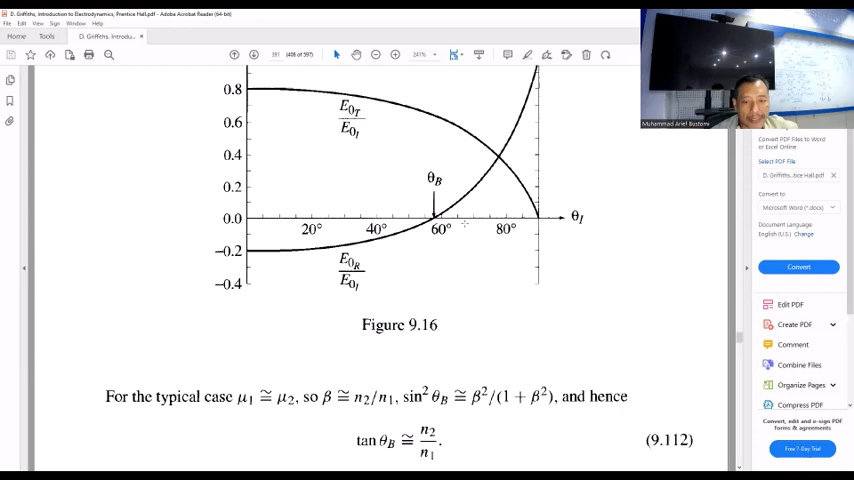 D. Griffiths, Introduction to Electrodynamics, Prentice Hall.pdf - Adobe Acrobat Reader (64-bit)
File Edit View Sign Window Help
Home Tools D. Griffiths, Introdu... ×
391 (408 of 597) 241%
Muhammad Arief Bustomi
0.8
E0T
E0I
0.6
0.4
0.2
θB
0.0
20° 40° 60° 80° θI
−0.2
E0R
E0I
−0.4
Figure 9.16
For the typical case μ1 ≅ μ2, so β ≅ n2/n1, sin² θB ≅ β²/(1 + β²), and hence
tan θB ≅ n2/n1. (9.112)
Convert PDF Files to Word
or Excel Online
Select PDF File
D. Griffiths...tice Hall.pdf ×
Convert to
Microsoft Word (*.docx)
Document Language:
English (U.S.) Change
Convert
Edit PDF
Create PDF
Comment
Combine Files
Organize Pages
Compress PDF
Convert, edit and e-sign PDF
forms & agreements
Free 7-Day Trial